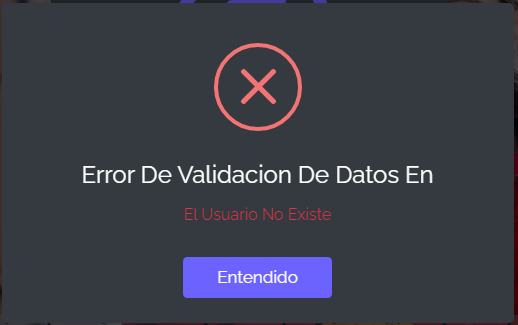 Error De Validacion De Datos En
El Usuario No Existe
Entendido